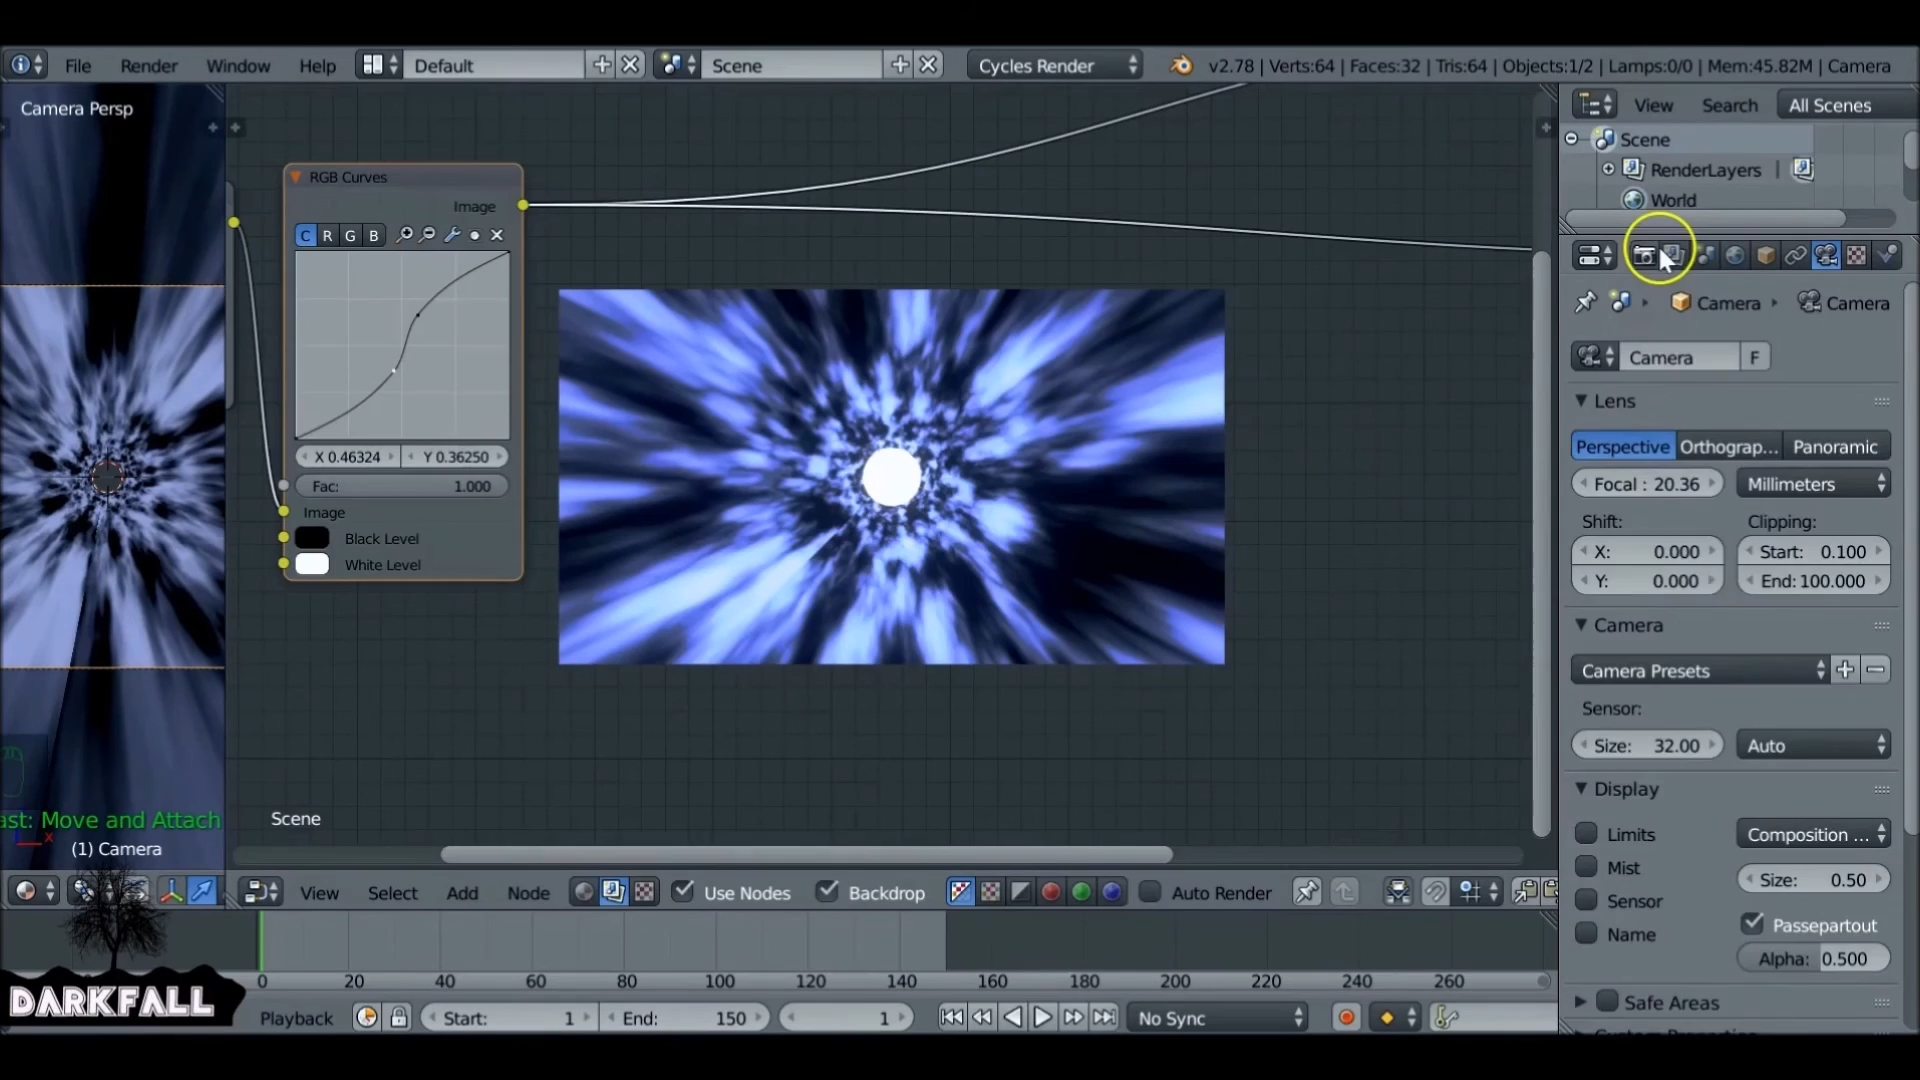 File Render Window Help Default Scene Cycles Render v2.78 | Verts:64 | Faces:32 | Tris:64 | Objects:1/2 | Lamps:0/0 | Mem:45.82M | Camera
Camera Persp
View Search All Scenes
Scene
RenderLayers
World
RGB Curves
Image
C R G B
X 0.46324 Y 0.36250
Fac: 1.000
Image
Black Level
White Level
Camera Camera
Camera F
Lens
Perspective Orthograp... Panoramic
Focal : 20.36 Millimeters
Shift: Clipping:
X: 0.000 Start: 0.100
Y: 0.000 End: 100.000
Camera
Camera Presets
Sensor:
Size: 32.00 Auto
Display
Limits Composition ...
Mist
Size: 0.50
Sensor
Passepartout
Name
Alpha: 0.500
Safe Areas
ast: Move and Attach
(1) Camera
Scene
View Select Add Node Use Nodes Backdrop Auto Render
0 20 40 60 80 100 120 140 160 180 200 220 240 260
DARKFALL
Playback Start: 1 End: 150 1 No Sync